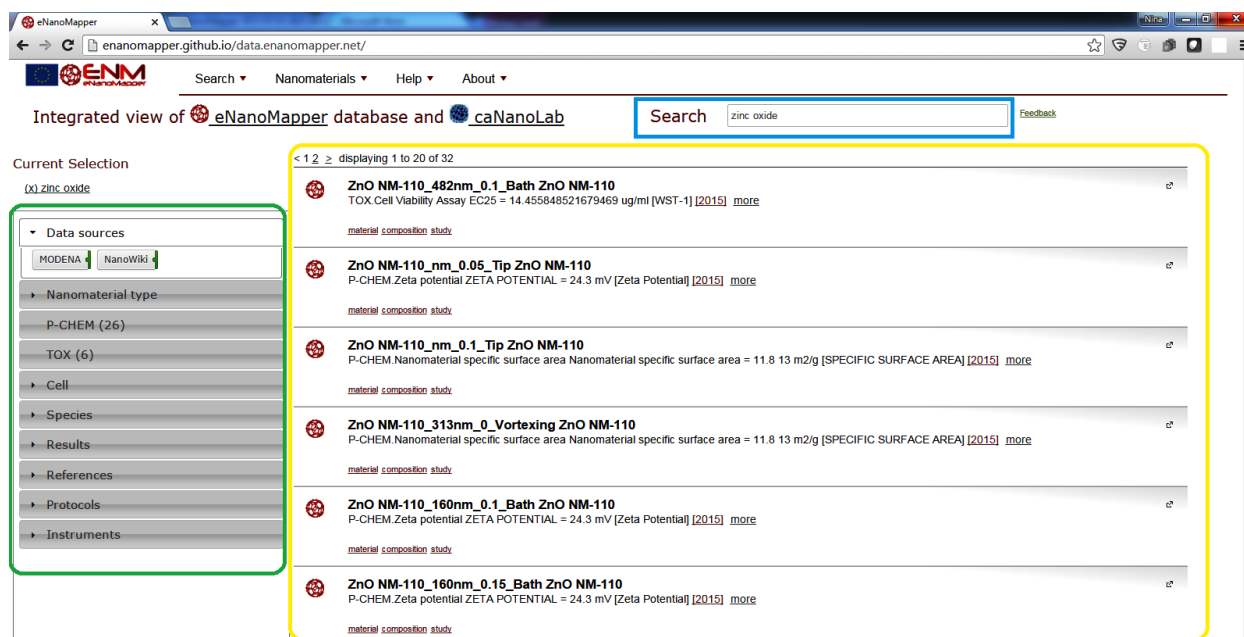 eNanoMapper
Nina
enanomapper.github.io/data.enanomapper.net/
ENM
eNanoMapper
Search Nanomaterials Help About
Integrated view of eNanoMapper database and caNanoLab
Search zinc oxide Feedback
Current Selection
(x) zinc oxide
Data sources
MODENA NanoWiki
Nanomaterial type
P-CHEM (26)
TOX (6)
Cell
Species
Results
References
Protocols
Instruments
< 1 2 > displaying 1 to 20 of 32
ZnO NM-110_482nm_0.1_Bath ZnO NM-110
TOX.Cell Viability Assay EC25 = 14.455848521679469 ug/ml [WST-1] [2015] more
material composition study
ZnO NM-110_nm_0.05_Tip ZnO NM-110
P-CHEM.Zeta potential ZETA POTENTIAL = 24.3 mV [Zeta Potential] [2015] more
material composition study
ZnO NM-110_nm_0.1_Tip ZnO NM-110
P-CHEM.Nanomaterial specific surface area Nanomaterial specific surface area = 11.8 13 m2/g [SPECIFIC SURFACE AREA] [2015] more
material composition study
ZnO NM-110_313nm_0_Vortexing ZnO NM-110
P-CHEM.Nanomaterial specific surface area Nanomaterial specific surface area = 11.8 13 m2/g [SPECIFIC SURFACE AREA] [2015] more
material composition study
ZnO NM-110_160nm_0.1_Bath ZnO NM-110
P-CHEM.Zeta potential ZETA POTENTIAL = 24.3 mV [Zeta Potential] [2015] more
material composition study
ZnO NM-110_160nm_0.15_Bath ZnO NM-110
P-CHEM.Zeta potential ZETA POTENTIAL = 24.3 mV [Zeta Potential] [2015] more
material composition study